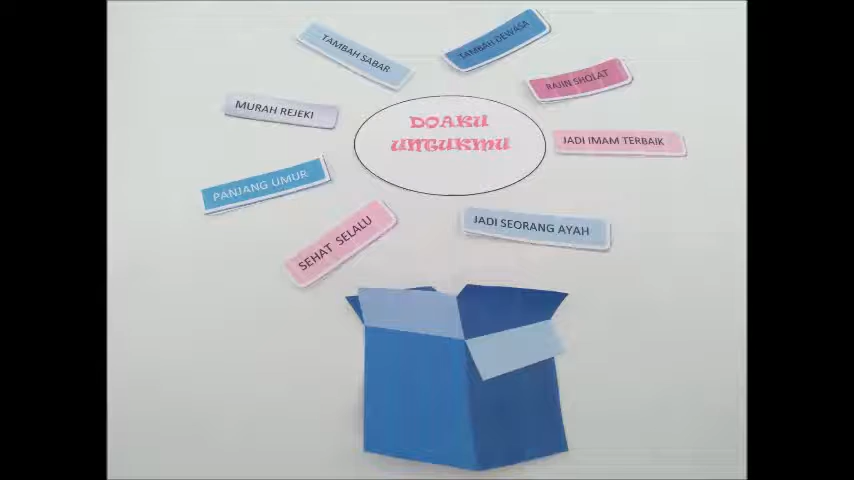 DOAKU
UNTUKMU
TAMBAH SABAR
TAMBAH DEWASA
RAJIN SHOLAT
JADI IMAM TERBAIK
JADI SEORANG AYAH
SEHAT SELALU
PANJANG UMUR
MURAH REJEKI